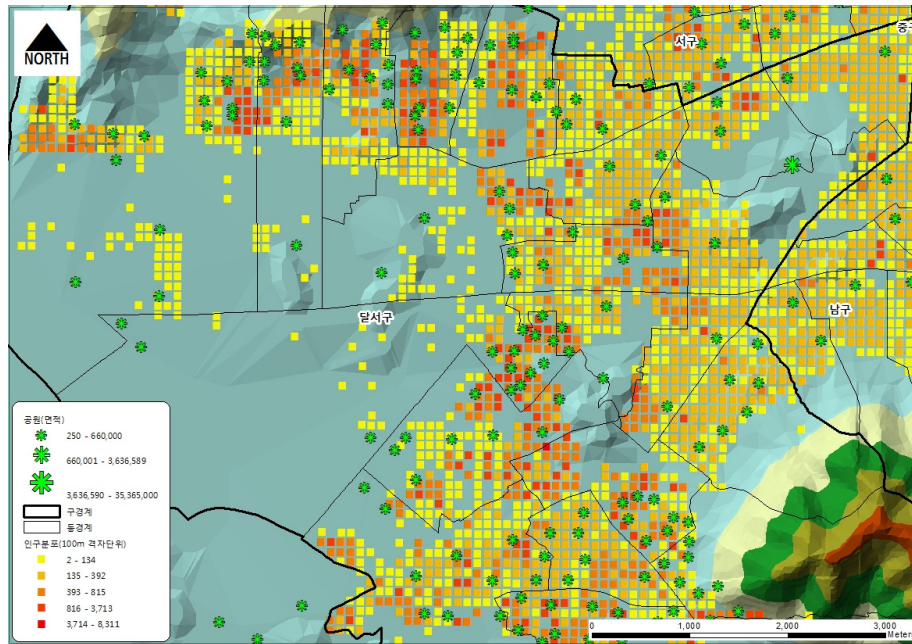 NORTH
서구
중구
달서구
남구
공원(면적)
250 - 660,000
660,001 - 3,636,589
3,636,590 - 35,365,000
구경계
동경계
인구분포(100m 격자단위)
2 - 134
135 - 392
393 - 815
816 - 3,713
3,714 - 8,311
0
1,000
2,000
3,000
Meter